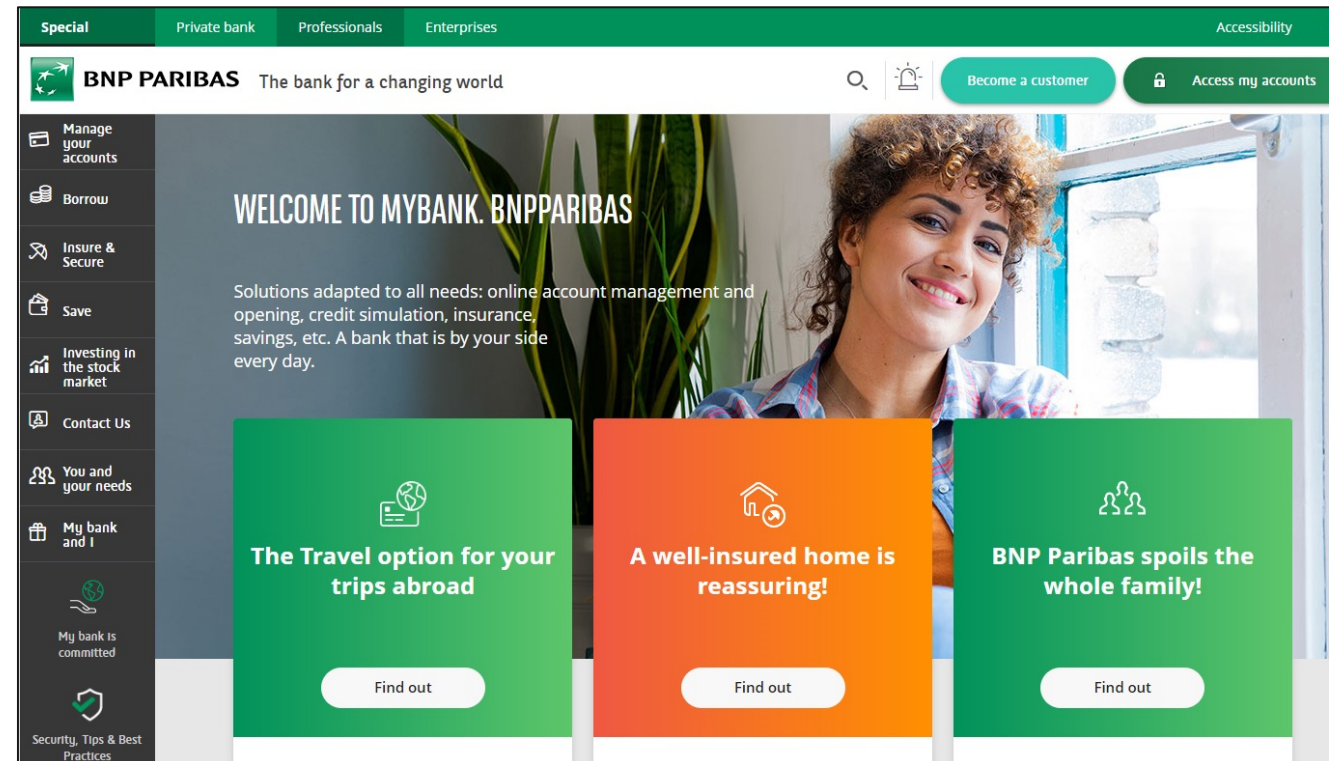 Special Private bank Professionals Enterprises Accessibility
BNP PARIBAS The bank for a changing world Become a customer Access my accounts
Manage
your
accounts
Borrow
Insure &
Secure
Save
Investing in
the stock
market
Contact Us
You and
your needs
My bank
and I
My bank is
committed
Security, Tips & Best
Practices
WELCOME TO MYBANK. BNPPARIBAS
Solutions adapted to all needs: online account management and
opening, credit simulation, insurance,
savings, etc. A bank that is by your side
every day.
The Travel option for your
trips abroad
Find out
A well-insured home is
reassuring!
Find out
BNP Paribas spoils the
whole family!
Find out